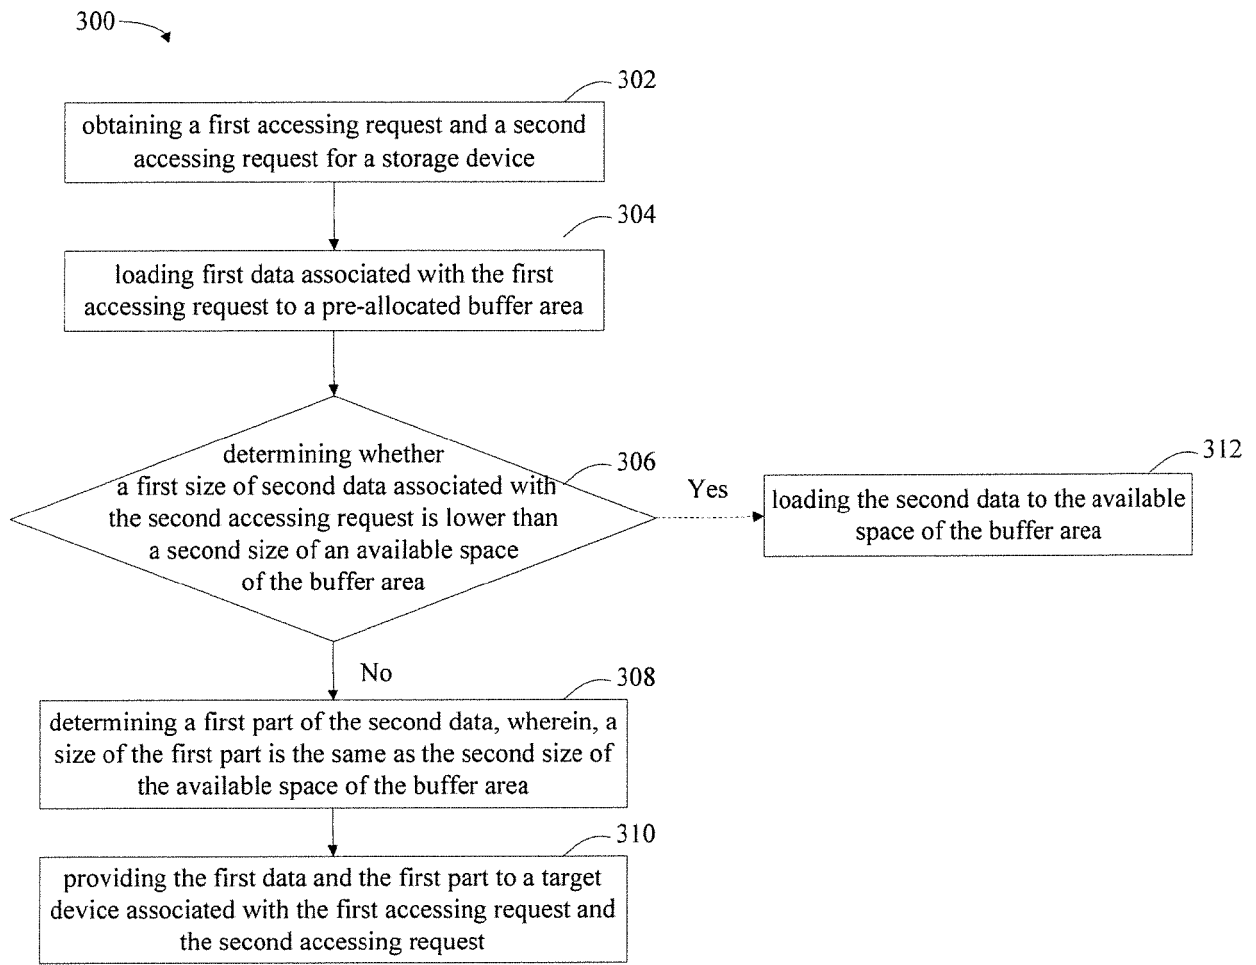 300
302
obtaining a first accessing request and a second
accessing request for a storage device
304
loading first data associated with the first
accessing request to a pre-allocated buffer area
306
determining whether
a first size of second data associated with
the second accessing request is lower than
a second size of an available space
of the buffer area
Yes
312
loading the second data to the available
space of the buffer area
No
308
determining a first part of the second data, wherein, a
size of the first part is the same as the second size of
the available space of the buffer area
310
providing the first data and the first part to a target
device associated with the first accessing request and
the second accessing request